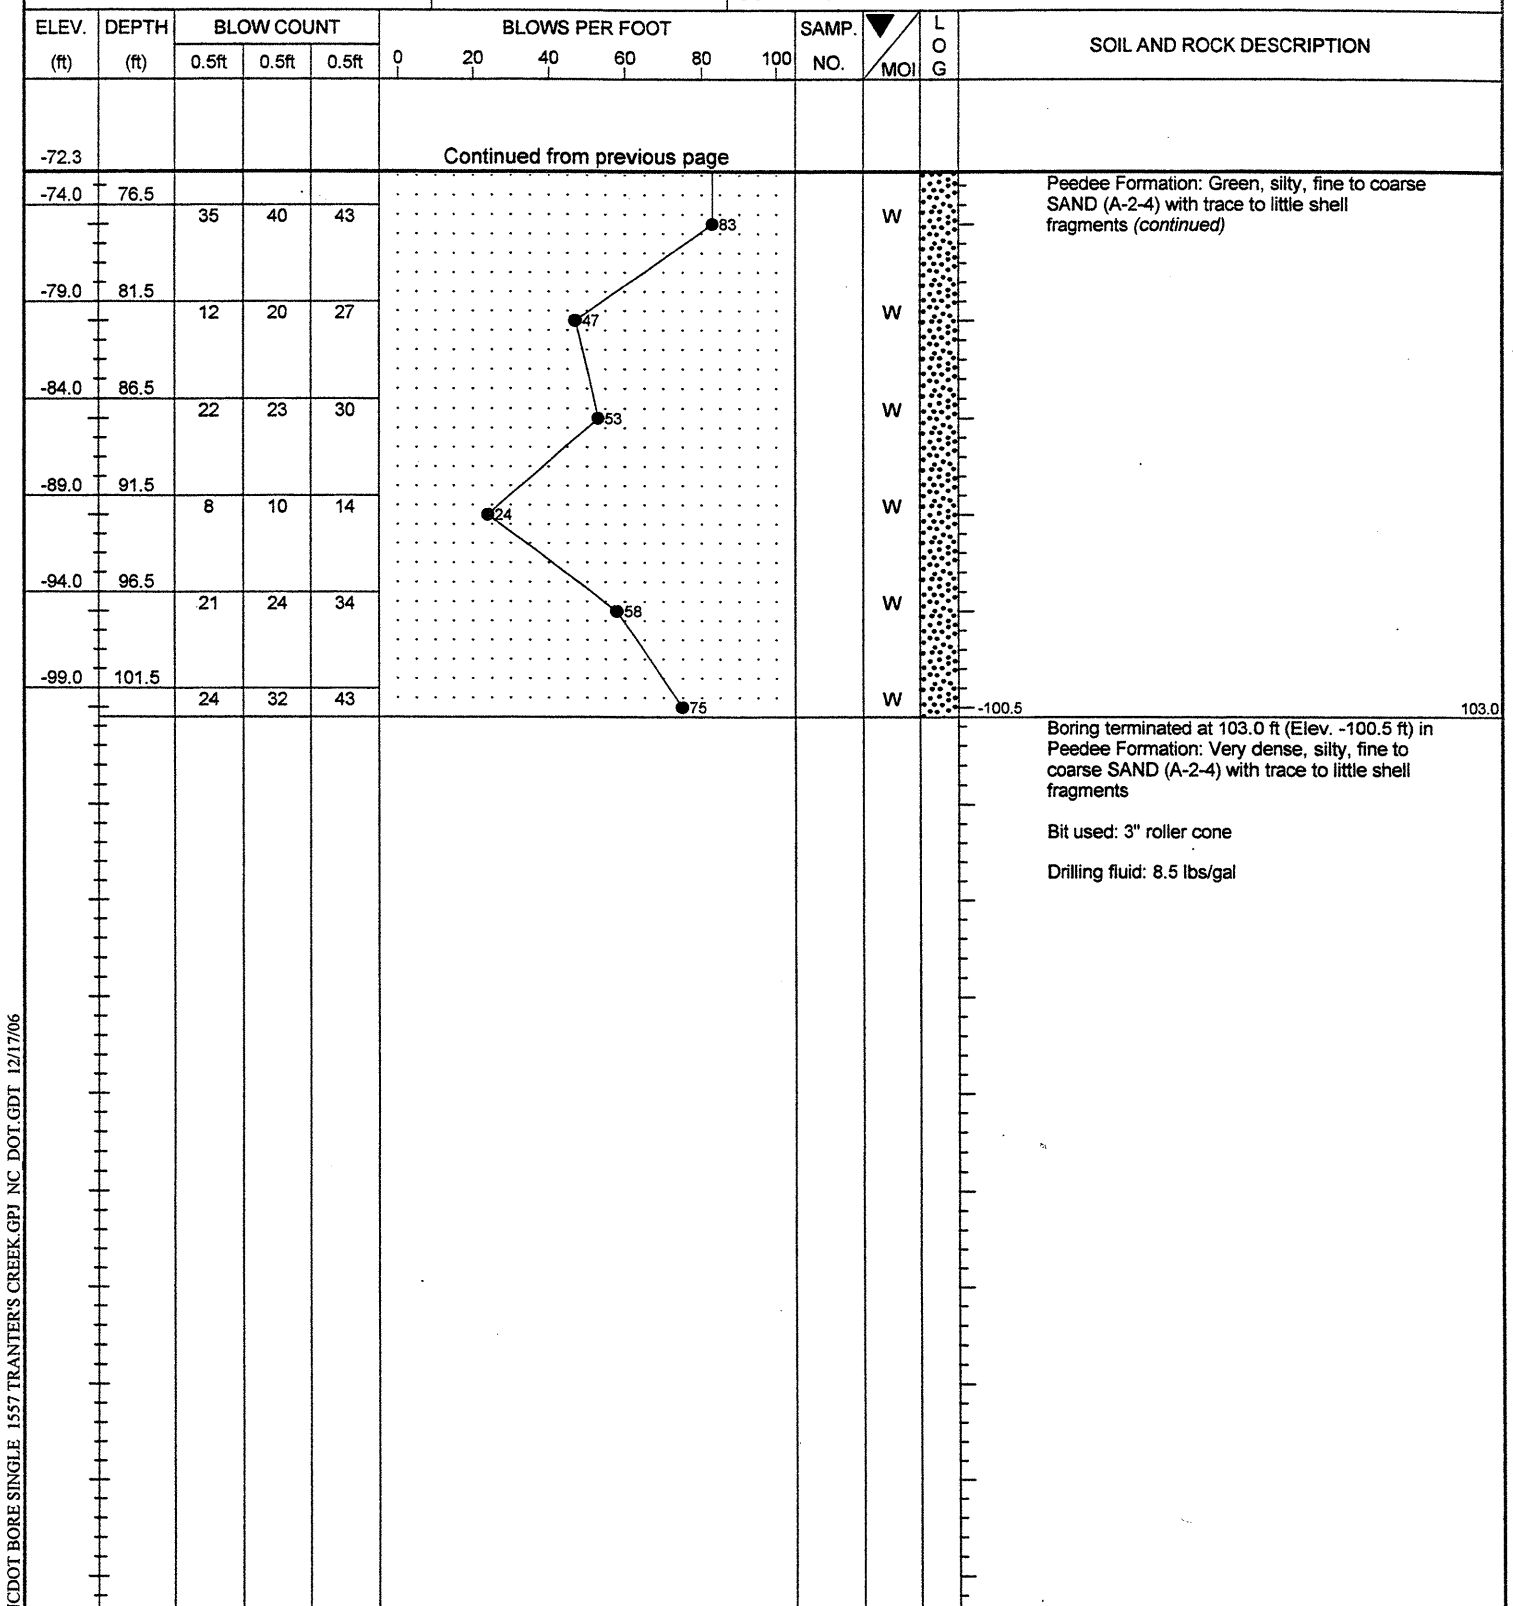 ELEV. DEPTH BLOW COUNT BLOWS PER FOOT SAMP. L
(ft) (ft) 0.5ft 0.5ft 0.5ft 0 20 40 60 80 100 NO. MOI O G SOIL AND ROCK DESCRIPTION
-72.3 Continued from previous page
-74.0 76.5 Peedee Formation: Green, silty, fine to coarse
35 40 43 W SAND (A-2-4) with trace to little shell
83 fragments (continued)
-79.0 81.5
12 20 27 W
47
-84.0 86.5
22 23 30 W
53
-89.0 91.5
8 10 14 W
24
-94.0 96.5
21 24 34 W
58
-99.0 101.5
24 32 43 W
75 -100.5 103.0
Boring terminated at 103.0 ft (Elev. -100.5 ft) in
Peedee Formation: Very dense, silty, fine to
coarse SAND (A-2-4) with trace to little shell
fragments
Bit used: 3" roller cone
Drilling fluid: 8.5 lbs/gal
CDOT BORE SINGLE 1557 TRANTER'S CREEK.GPJ NC_DOT.GDT 12/17/06